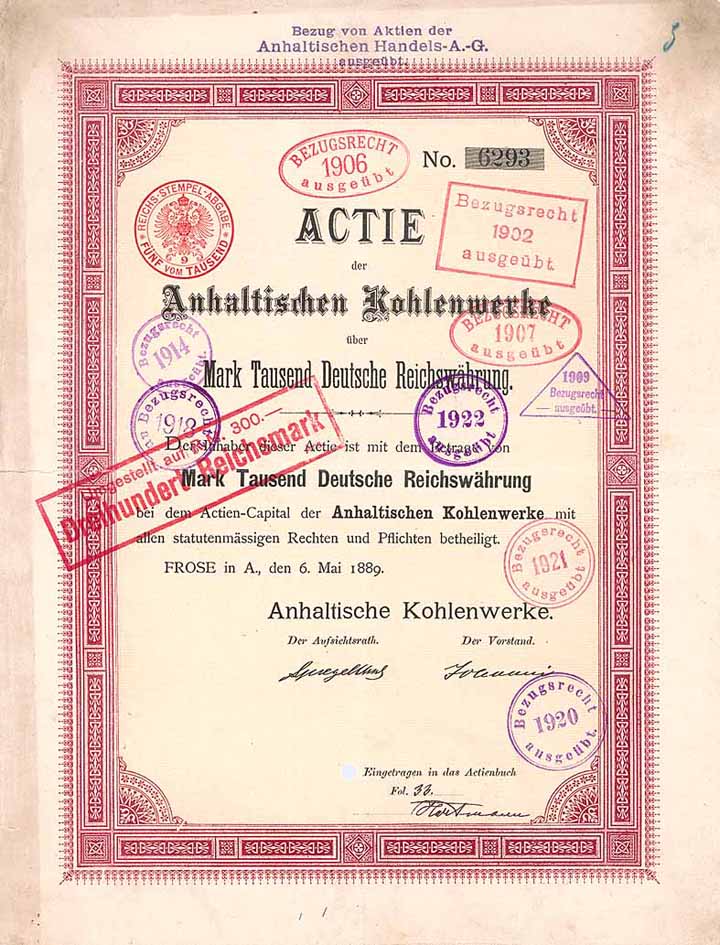 Bezug von Aktien der
Anhaltischen Handels-A.-G.
ausgeübt.
5
BEZUGSRECHT
1906
ausgeübt
No. 6293
REICHS-STEMPEL-ABGABE
FÜNF VOM TAUSEND
9
ACTIE
Bezugsrecht
1902
ausgeübt.
der
Anhaltischen Kohlenwerke
BEZUGSRECHT
1907
ausgeübt
über
Bezugsrecht
1914
Mark Tausend Deutsche Reichswährung.
1909
Bezugsrecht
ausgeübt.
Bezugsrecht
1922
ausgeübt
Bezugsrecht
1912
300.—
gestellt auf
Dreihundert Reichsmark
Der Inhaber dieser Actie ist mit dem Betrage von
Mark Tausend Deutsche Reichswährung
bei dem Actien-Capital der Anhaltischen Kohlenwerke mit
allen statutenmässigen Rechten und Pflichten betheiligt.
Bezugsrecht
1921
ausgeübt
FROSE in A., den 6. Mai 1889.
Anhaltische Kohlenwerke.
Der Aufsichtsrath.
Der Vorstand.
Bezugsrecht
1920
ausgeübt.
Eingetragen in das Actienbuch
Fol. 33.
Hartmann